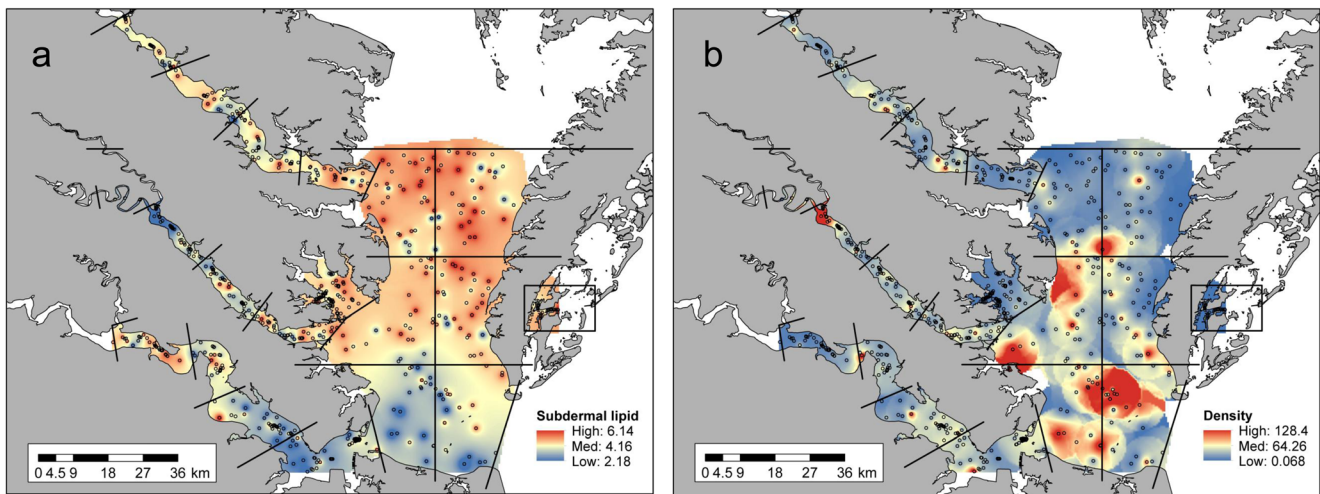 a
Subdermal lipid
High: 6.14
Med: 4.16
Low: 2.18
0 4.5 9 18 27 36 km
b
Density
High: 128.4
Med: 64.26
Low: 0.068
0 4.5 9 18 27 36 km